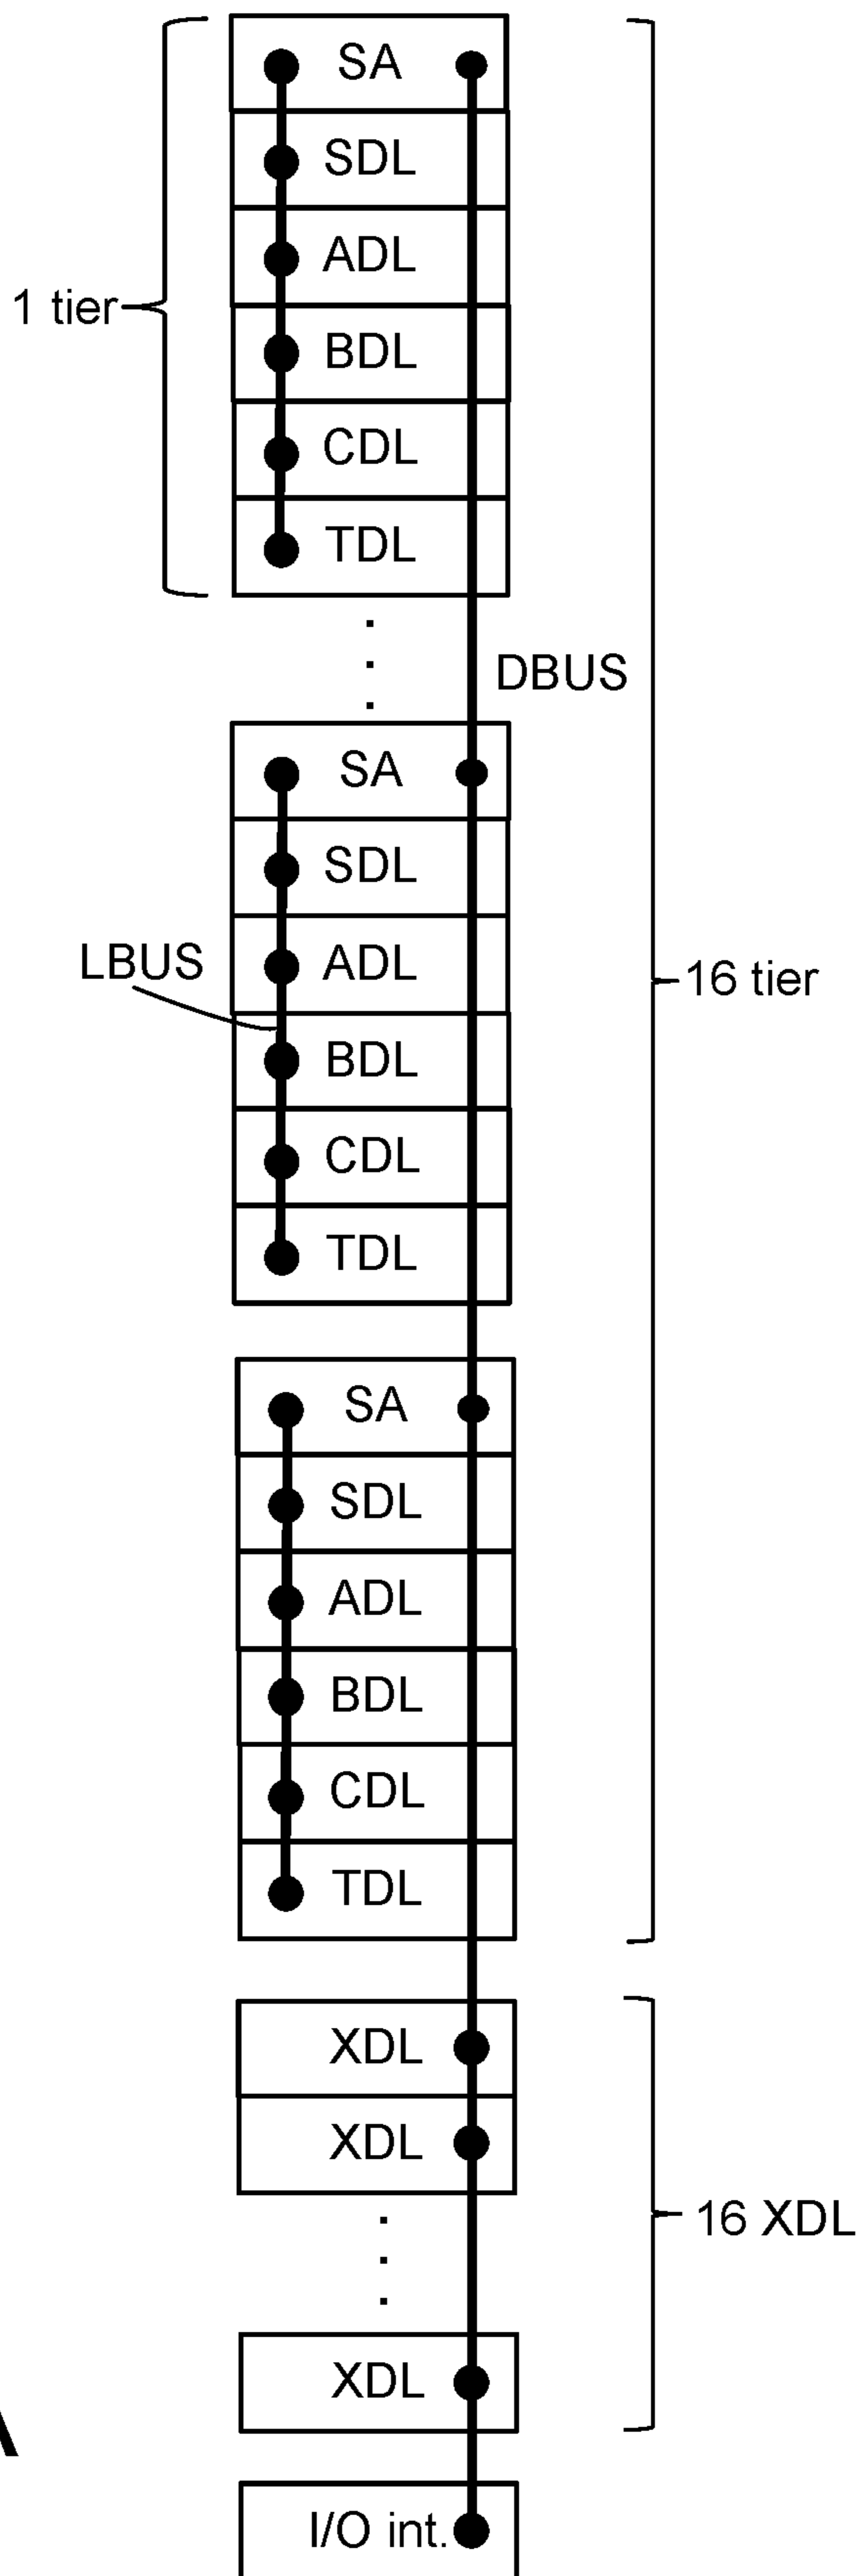 SA
SDL
ADL
1 tier
BDL
CDL
TDL
DBUS
SA
SDL
LBUS
ADL
16 tier
BDL
CDL
TDL
SA
SDL
ADL
BDL
CDL
TDL
XDL
XDL
16 XDL
XDL
I/O int.